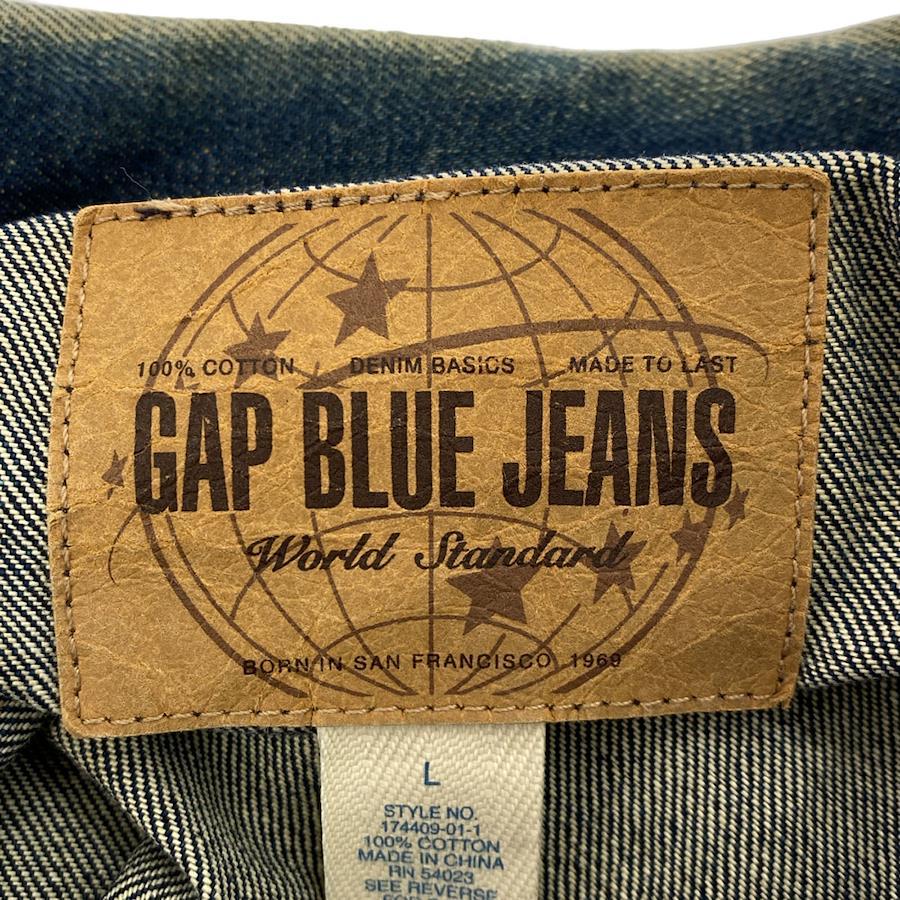 100% COTTON DENIM BASICS MADE TO LAST
GAP BLUE JEANS
World Standard
BORN IN SAN FRANCISCO 1969
L
STYLE NO.
174409-01-1
100% COTTON
MADE IN CHINA
RN 54023
SEE REVERSE